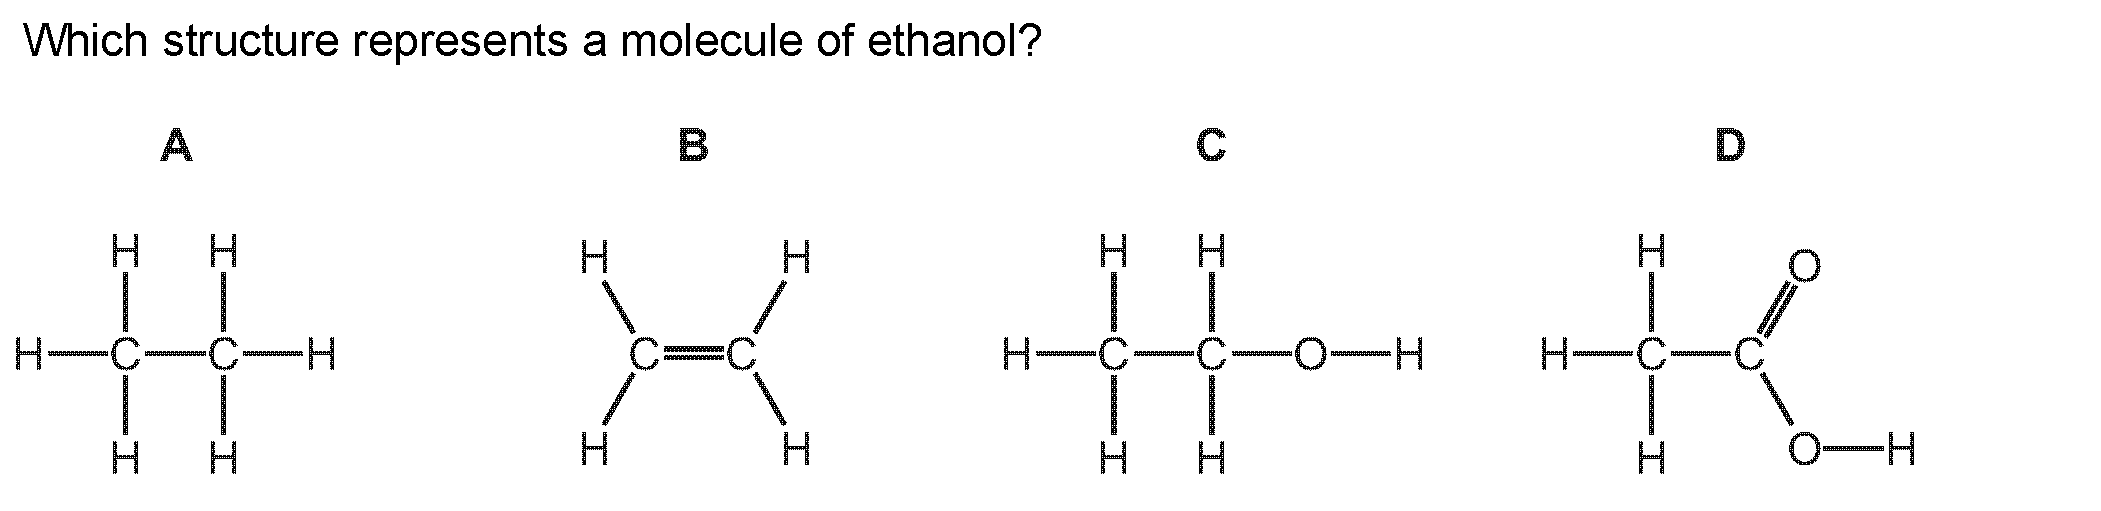 Which structure represents a molecule of ethanol?
A B C D
H H H H H H H O
H C C H C C H C C O H H C C
H H H H H H H O H